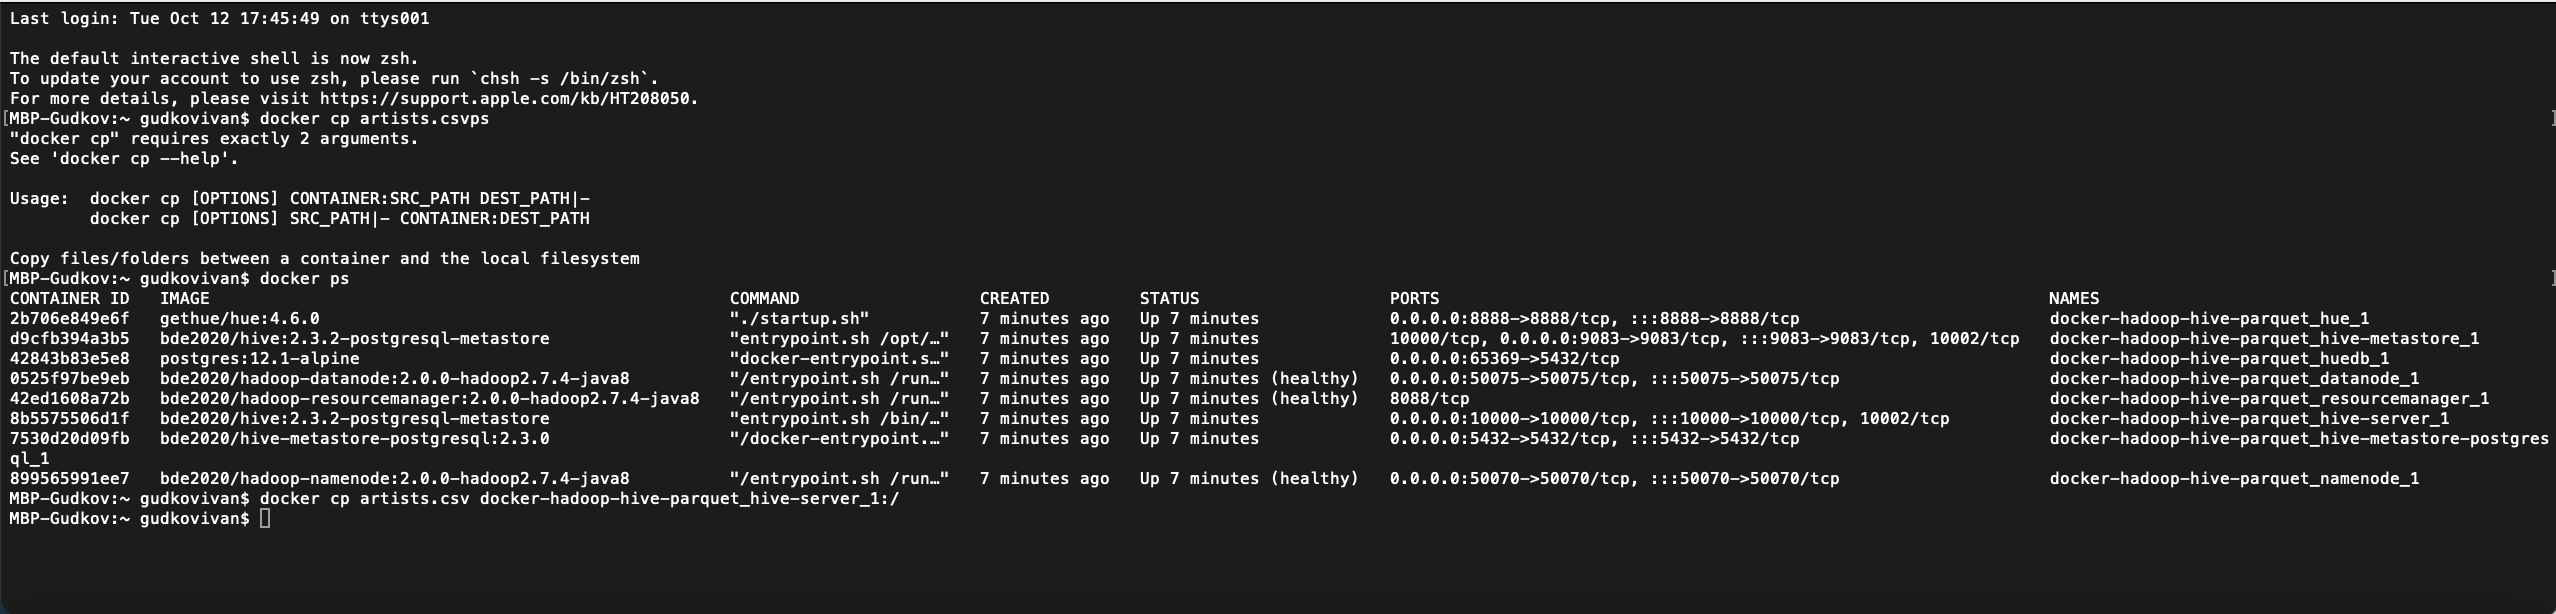 Last login: Tue Oct 12 17:45:49 on ttys001
The default interactive shell is now zsh.
To update your account to use zsh, please run `chsh -s /bin/zsh`.
For more details, please visit https://support.apple.com/kb/HT208050.
[MBP-Gudkov:~ gudkovivan$ docker cp artists.csvps ]
"docker cp" requires exactly 2 arguments.
See 'docker cp --help'.
Usage:  docker cp [OPTIONS] CONTAINER:SRC_PATH DEST_PATH|-
        docker cp [OPTIONS] SRC_PATH|- CONTAINER:DEST_PATH
Copy files/folders between a container and the local filesystem
[MBP-Gudkov:~ gudkovivan$ docker ps ]
CONTAINER ID   IMAGE   COMMAND   CREATED   STATUS   PORTS   NAMES
2b706e849e6f   gethue/hue:4.6.0   "./startup.sh"   7 minutes ago   Up 7 minutes   0.0.0.0:8888->8888/tcp, :::8888->8888/tcp   docker-hadoop-hive-parquet_hue_1
d9cfb394a3b5   bde2020/hive:2.3.2-postgresql-metastore   "entrypoint.sh /opt/…"   7 minutes ago   Up 7 minutes   10000/tcp, 0.0.0.0:9083->9083/tcp, :::9083->9083/tcp, 10002/tcp   docker-hadoop-hive-parquet_hive-metastore_1
42843b83e5e8   postgres:12.1-alpine   "docker-entrypoint.s…"   7 minutes ago   Up 7 minutes   0.0.0.0:65369->5432/tcp   docker-hadoop-hive-parquet_huedb_1
0525f97be9eb   bde2020/hadoop-datanode:2.0.0-hadoop2.7.4-java8   "/entrypoint.sh /run…"   7 minutes ago   Up 7 minutes (healthy)   0.0.0.0:50075->50075/tcp, :::50075->50075/tcp   docker-hadoop-hive-parquet_datanode_1
42ed1608a72b   bde2020/hadoop-resourcemanager:2.0.0-hadoop2.7.4-java8   "/entrypoint.sh /run…"   7 minutes ago   Up 7 minutes (healthy)   8088/tcp   docker-hadoop-hive-parquet_resourcemanager_1
8b5575506d1f   bde2020/hive:2.3.2-postgresql-metastore   "entrypoint.sh /bin/…"   7 minutes ago   Up 7 minutes   0.0.0.0:10000->10000/tcp, :::10000->10000/tcp, 10002/tcp   docker-hadoop-hive-parquet_hive-server_1
7530d20d09fb   bde2020/hive-metastore-postgresql:2.3.0   "/docker-entrypoint.…"   7 minutes ago   Up 7 minutes   0.0.0.0:5432->5432/tcp, :::5432->5432/tcp   docker-hadoop-hive-parquet_hive-metastore-postgres
ql_1
899565991ee7   bde2020/hadoop-namenode:2.0.0-hadoop2.7.4-java8   "/entrypoint.sh /run…"   7 minutes ago   Up 7 minutes (healthy)   0.0.0.0:50070->50070/tcp, :::50070->50070/tcp   docker-hadoop-hive-parquet_namenode_1
MBP-Gudkov:~ gudkovivan$ docker cp artists.csv docker-hadoop-hive-parquet_hive-server_1:/
MBP-Gudkov:~ gudkovivan$